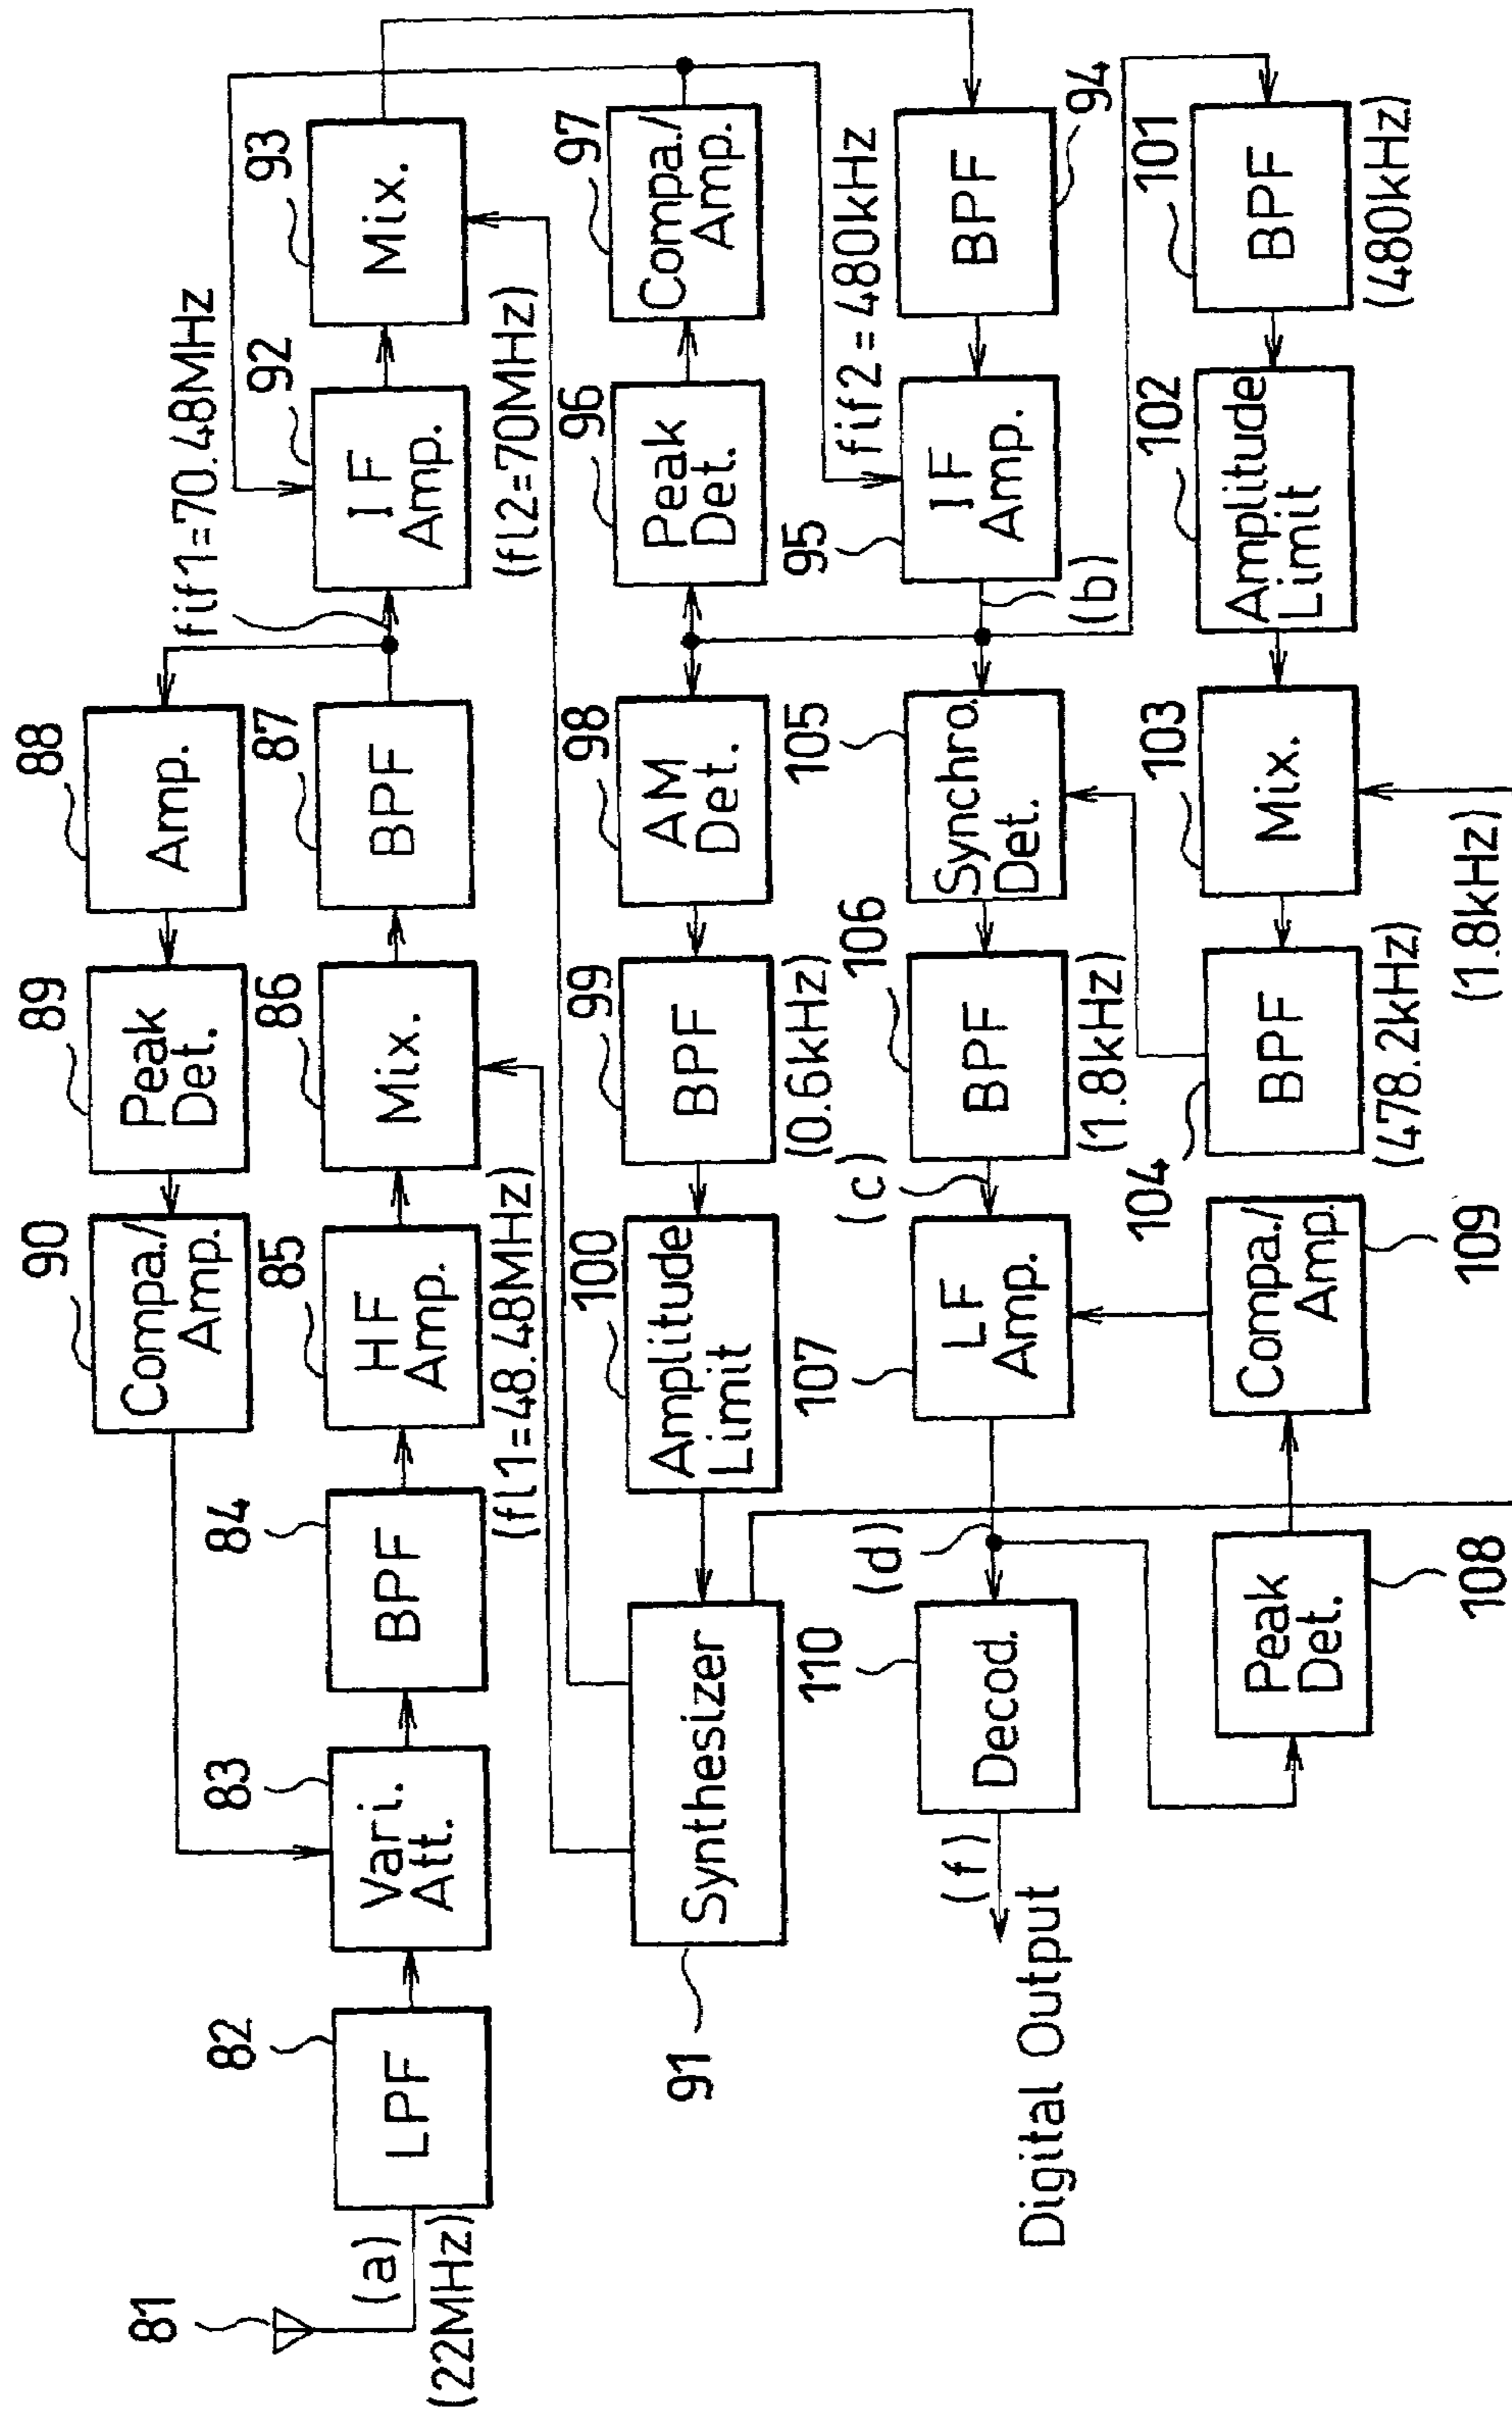 88
Amp.
89
Peak
Det.
90
Compa./
Amp.
fif1=70.48MHz
81
(a)
(22MHz)
82
LPF
83
Vari.
Att.
84
BPF
85
HF
Amp.
86
Mix.
87
BPF
92
IF
Amp.
93
Mix.
(fl1=48.48MHz)
(fl2=70MHz)
91
Synthesizer
100
Amplitude
Limit
99
BPF
(0.6kHz)
98
AM
Det.
96
Peak
Det.
97
Compa./
Amp.
fif2=480kHz
Digital Output
(f)
110
Decod.
(d)
107
LF
Amp.
(c)
106
BPF
(1.8kHz)
105
Synchro.
Det.
(b)
95
IF
Amp.
BPF
94
108
Peak
Det.
109
Compa./
Amp.
104
BPF
(478.2kHz)
103
Mix.
(1.8kHz)
102
Amplitude
Limit
101
BPF
(480kHz)